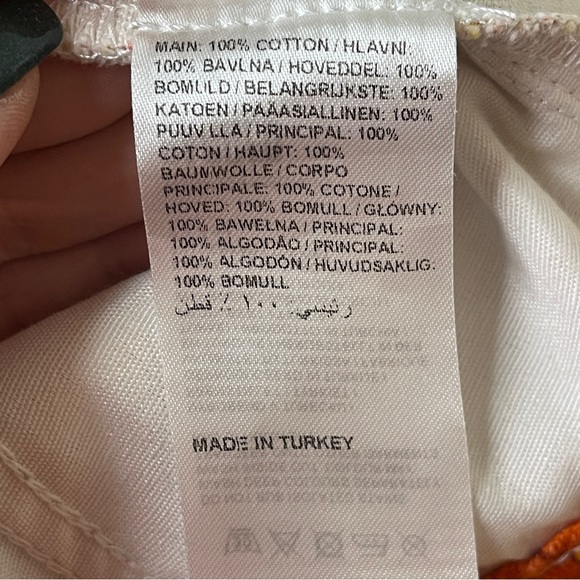 MAIN: 100% COTTON / HLAVNI:
100% BAVLNA / HOVEDDEL: 100%
BOMULD / BELANGRIJKSTE: 100%
KATOEN / PÄÄASIALLINEN: 100%
PUUVILLA / PRINCIPAL: 100%
COTON / HAUPT: 100%
BAUMWOLLE / CORPO
PRINCIPALE: 100% COTONE /
HOVED: 100% BOMULL / GŁÓWNY:
100% BAWEŁNA / PRINCIPAL:
100% ALGODÃO / PRINCIPAL:
100% ALGODÓN / HUVUDSAKLIG:
100% BOMULL
رئيسي: ١٠٠ ٪ قطن
MADE IN TURKEY